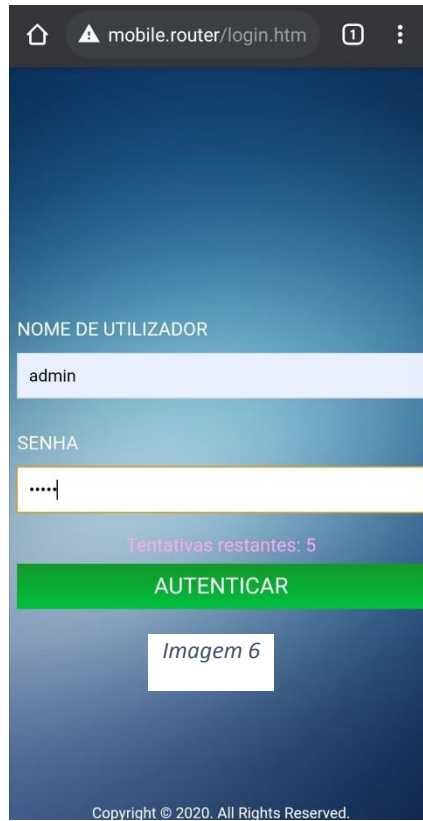 mobile.router/login.htm
1
NOME DE UTILIZADOR
admin
SENHA
•••••
Tentativas restantes: 5
AUTENTICAR
Imagem 6
Copyright © 2020. All Rights Reserved.